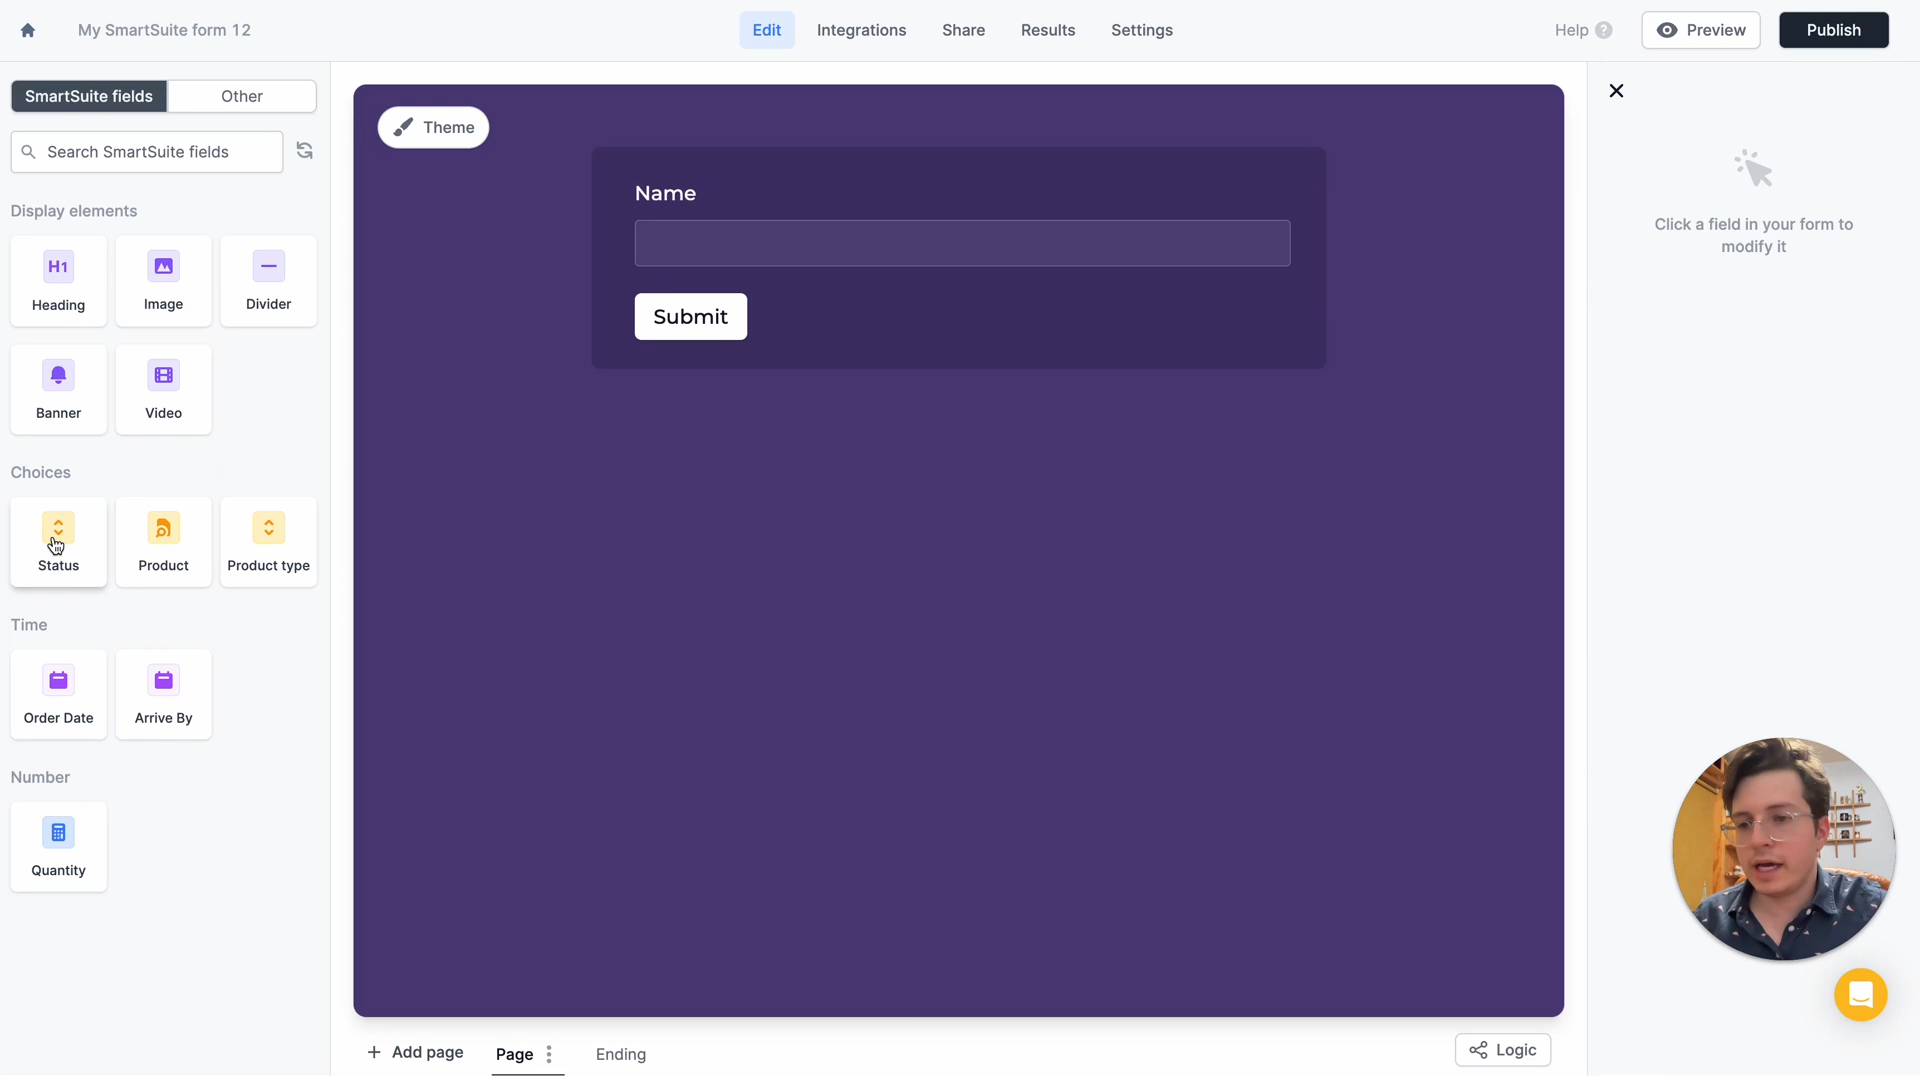 My SmartSuite form 12
Edit
Integrations
Share
Results
Settings
Help ?
Preview
Publish
SmartSuite fields
Other
Search SmartSuite fields
Display elements
H1
Heading
Image
Divider
Banner
Video
Choices
Status
Product
Product type
Time
Order Date
Arrive By
Number
Quantity
Theme
Name
Submit
Click a field in your form to
modify it
+ Add page
Page
Ending
Logic